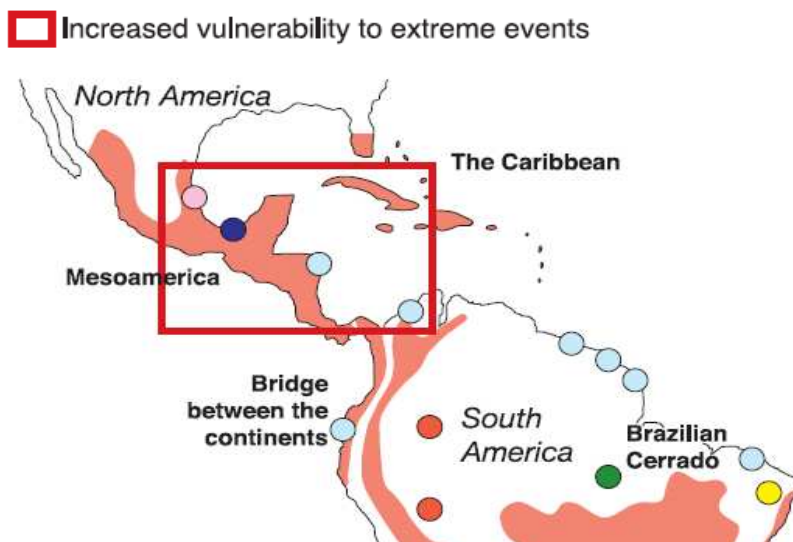 Increased vulnerability to extreme events
North America
The Caribbean
Mesoamerica
Bridge
between the
continents
South
America
Brazilian
Cerrado